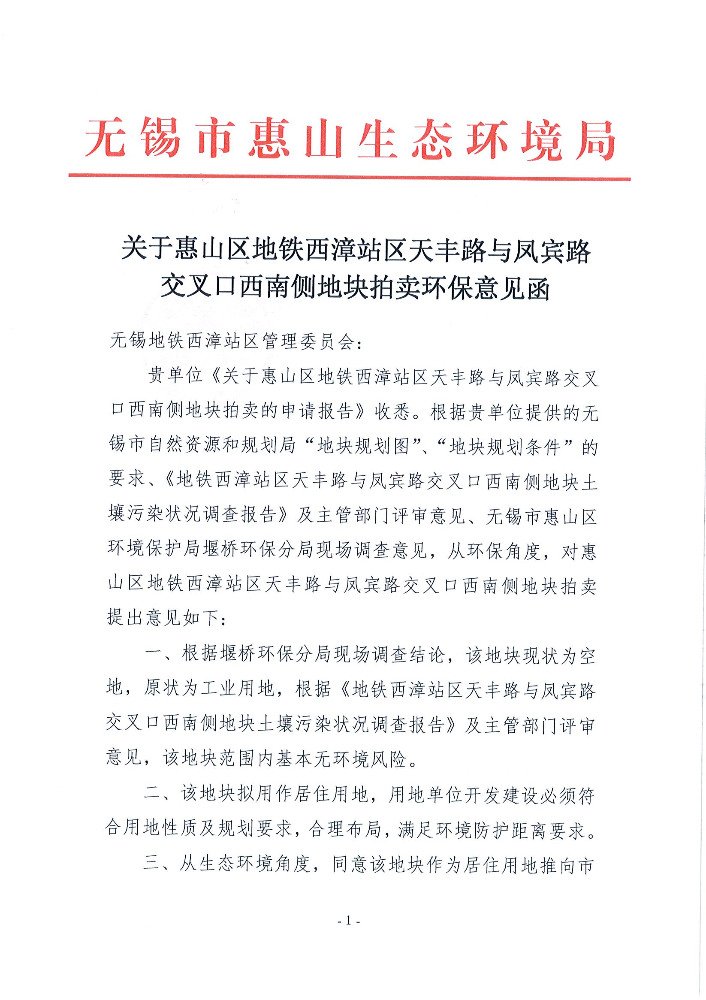 无锡市惠山生态环境局
关于惠山区地铁西漳站区天丰路与凤宾路
交叉口西南侧地块拍卖环保意见函
无锡地铁西漳站区管理委员会：
贵单位《关于惠山区地铁西漳站区天丰路与凤宾路交叉
口西南侧地块拍卖的申请报告》收悉。根据贵单位提供的无
锡市自然资源和规划局“地块规划图”、“地块规划条件”的
要求、《地铁西漳站区天丰路与凤宾路交叉口西南侧地块土
壤污染状况调查报告》及主管部门评审意见、无锡市惠山区
环境保护局堰桥环保分局现场调查意见，从环保角度，对惠
山区地铁西漳站区天丰路与凤宾路交叉口西南侧地块拍卖
提出意见如下：
一、根据堰桥环保分局现场调查结论，该地块现状为空
地，原状为工业用地，根据《地铁西漳站区天丰路与凤宾路
交叉口西南侧地块土壤污染状况调查报告》及主管部门评审
意见，该地块范围内基本无环境风险。
二、该地块拟用作居住用地，用地单位开发建设必须符
合用地性质及规划要求，合理布局，满足环境防护距离要求。
三、从生态环境角度，同意该地块作为居住用地推向市
- 1 -